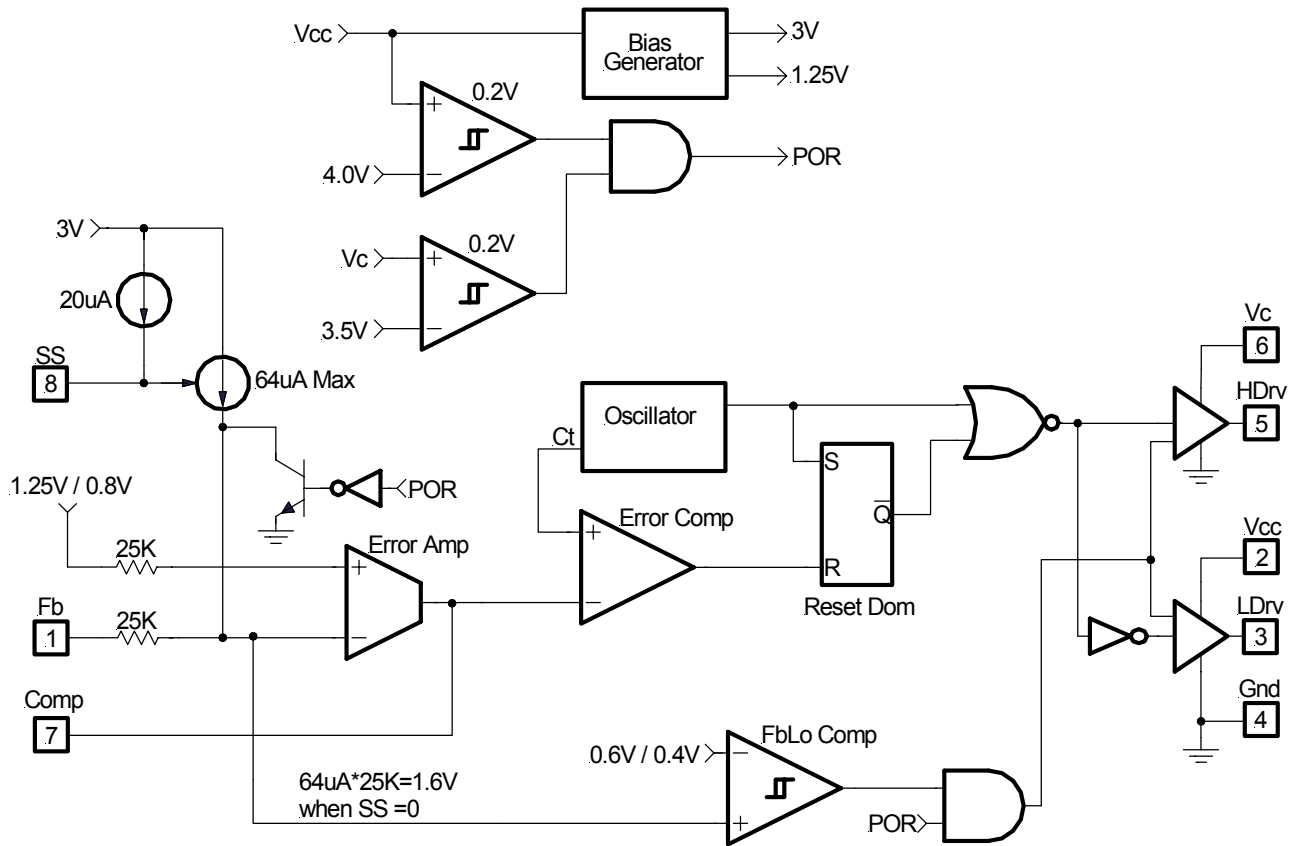 Vcc
Bias
Generator
3V
1.25V
0.2V
+
4.0V
−
POR
3V
Vc
+
0.2V
20uA
3.5V
−
SS
8
64uA Max
Vc
6
HDrv
5
Oscillator
Ct
S
Q
R
Reset Dom
1.25V / 0.8V
POR
Error Comp
+
−
25K
Error Amp
+
−
Fb
1
25K
Vcc
2
LDrv
3
Comp
7
Gnd
4
FbLo Comp
0.6V / 0.4V
−
+
64uA*25K=1.6V
when SS =0
POR